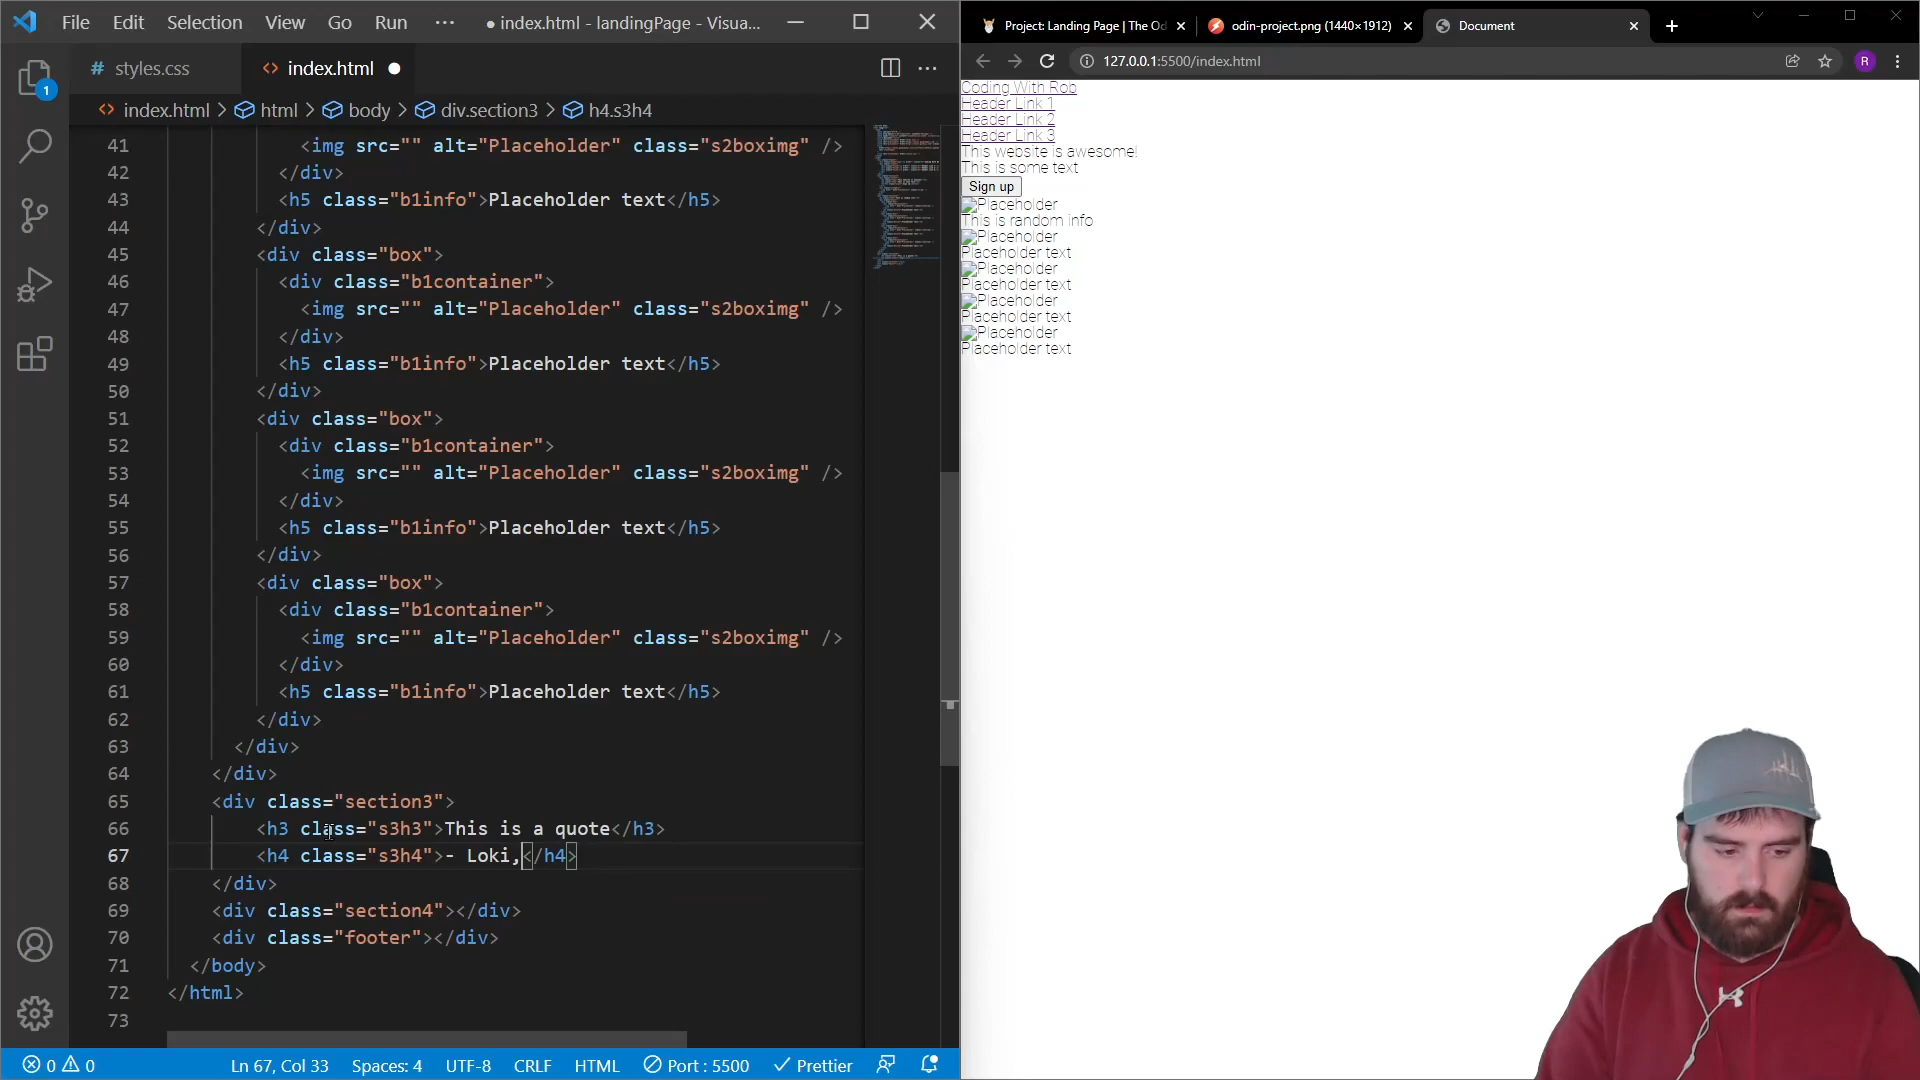 File Edit Selection View Go Run ··· ● index.html - landingPage - Visua...
# styles.css <> index.html ●
<> index.html > html > body > div.section3 > h4.s3h4
41 <img src="" alt="Placeholder" class="s2boximg" />
42 </div>
43 <h5 class="b1info">Placeholder text</h5>
44 </div>
45 <div class="box">
46 <div class="b1container">
47 <img src="" alt="Placeholder" class="s2boximg" />
48 </div>
49 <h5 class="b1info">Placeholder text</h5>
50 </div>
51 <div class="box">
52 <div class="b1container">
53 <img src="" alt="Placeholder" class="s2boximg" />
54 </div>
55 <h5 class="b1info">Placeholder text</h5>
56 </div>
57 <div class="box">
58 <div class="b1container">
59 <img src="" alt="Placeholder" class="s2boximg" />
60 </div>
61 <h5 class="b1info">Placeholder text</h5>
62 </div>
63 </div>
64 </div>
65 <div class="section3">
66 <h3 class="s3h3">This is a quote</h3>
67 <h4 class="s3h4">- Loki,</h4>
68 </div>
69 <div class="section4"></div>
70 <div class="footer"></div>
71 </body>
72 </html>
73
1
0 0 Ln 67, Col 33 Spaces: 4 UTF-8 CRLF HTML Port : 5500 Prettier
Project: Landing Page | The Od odin-project.png (1440×1912) Document
127.0.0.1:5500/index.html R
Coding With Rob
Header Link 1
Header Link 2
Header Link 3
This website is awesome!
This is some text
Sign up
Placeholder
This is random info
Placeholder
Placeholder text
Placeholder
Placeholder text
Placeholder
Placeholder text
Placeholder
Placeholder text